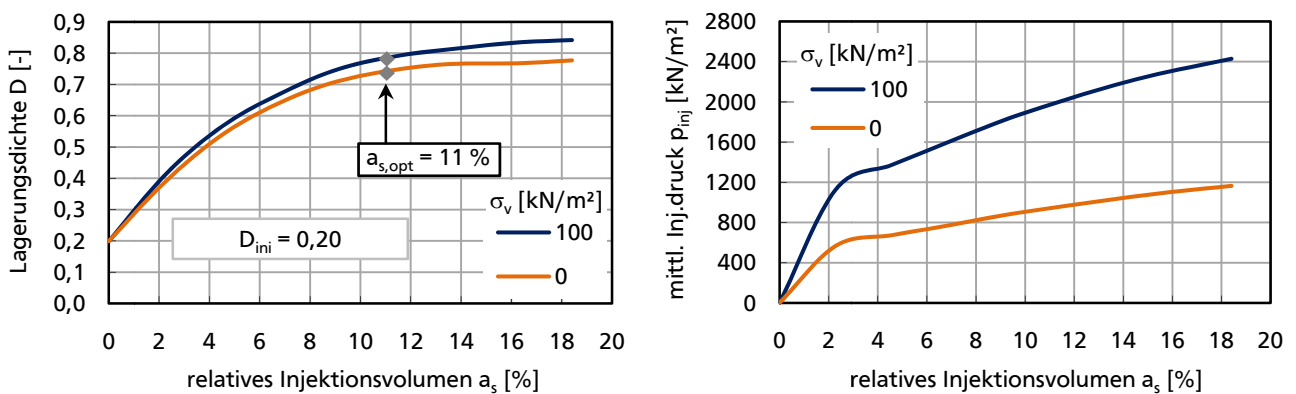 Lagerungsdichte D [-]
0,9
0,8
0,7
0,6
0,5
0,4
0,3
0,2
0,1
0,0
a_s,opt = 11 %
D_ini = 0,20
σ_v [kN/m²]
100
0
0 2 4 6 8 10 12 14 16 18 20
relatives Injektionsvolumen a_s [%]
mittl. Inj.druck p_inj [kN/m²]
2800
2400
2000
1600
1200
800
400
0
σ_v [kN/m²]
100
0
0 2 4 6 8 10 12 14 16 18 20
relatives Injektionsvolumen a_s [%]